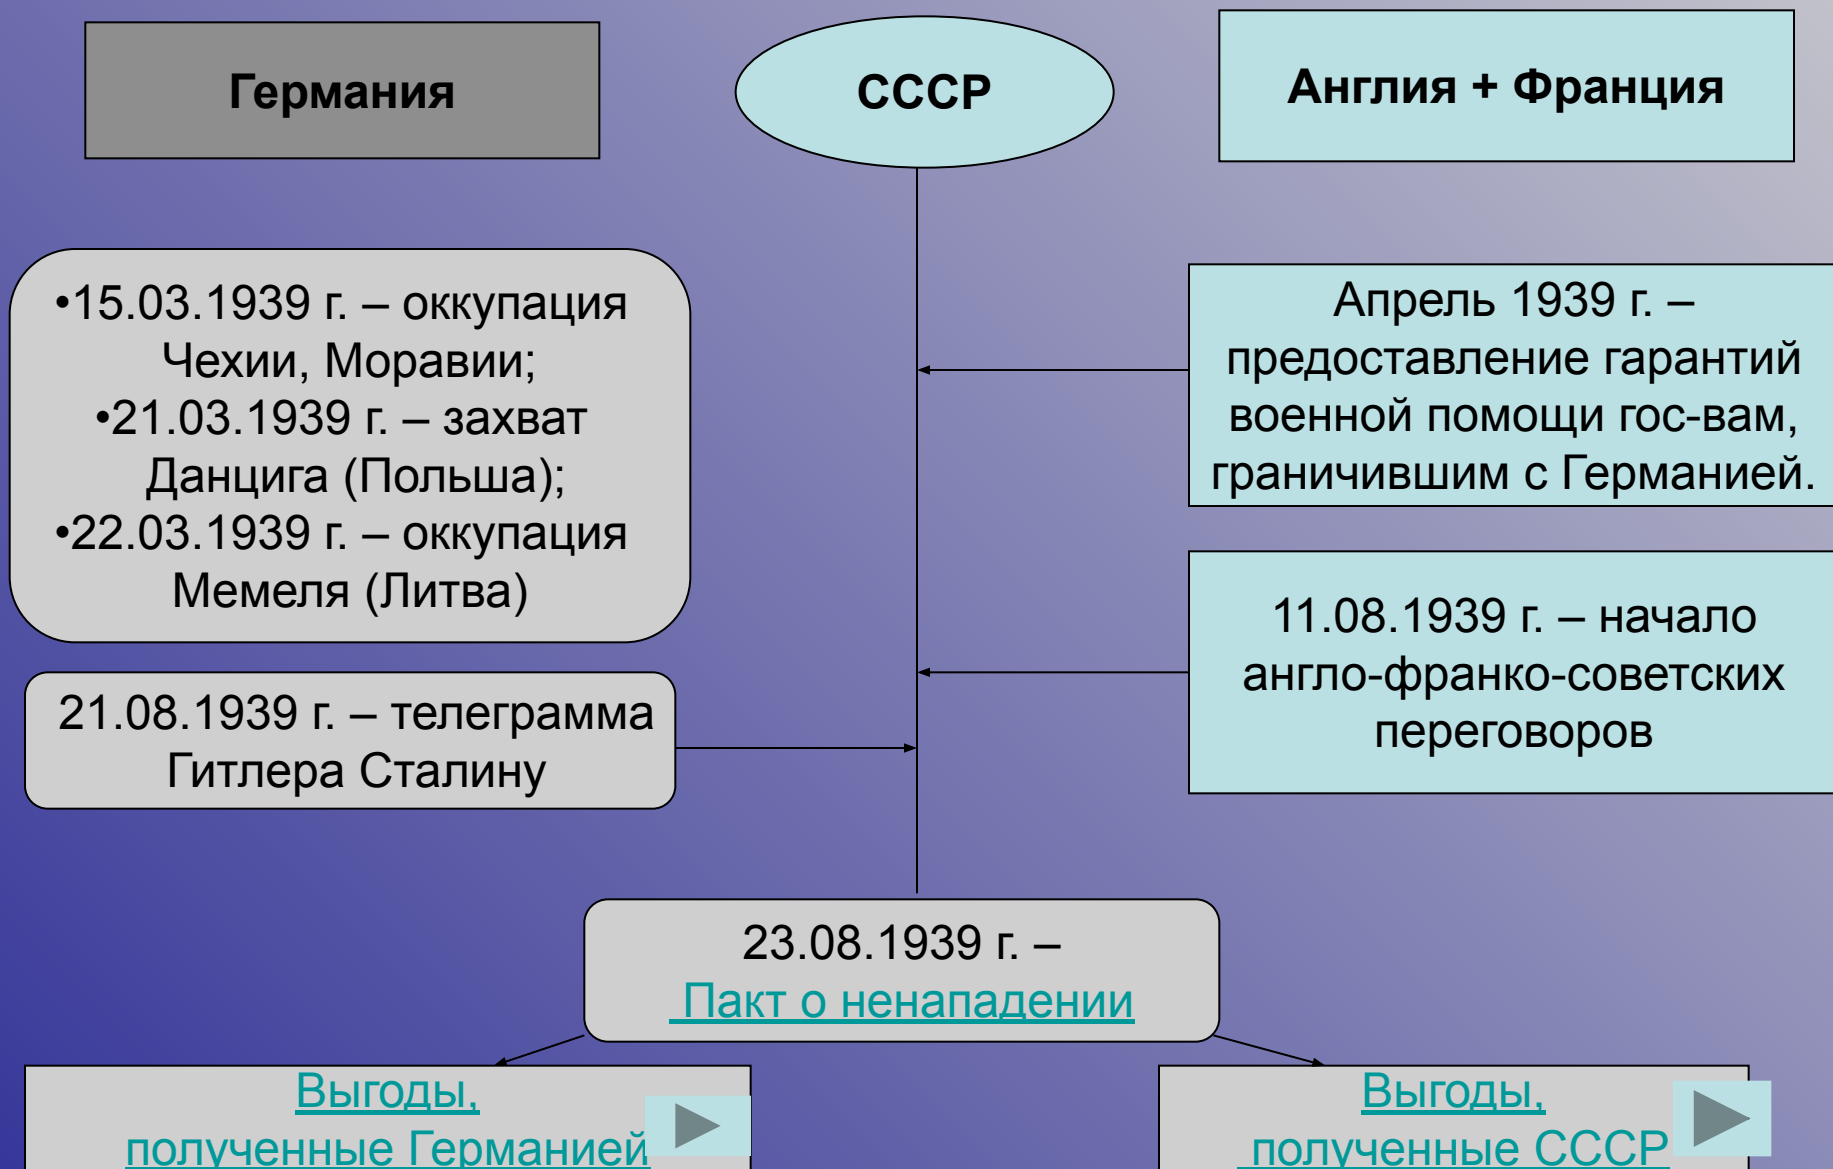 Германия
СССР
Англия + Франция
•15.03.1939 г. – оккупация
Чехии, Моравии;
•21.03.1939 г. – захват
Данцига (Польша);
•22.03.1939 г. – оккупация
Мемеля (Литва)
Апрель 1939 г. –
предоставление гарантий
военной помощи гос-вам,
граничившим с Германией.
11.08.1939 г. – начало
англо-франко-советских
переговоров
21.08.1939 г. – телеграмма
Гитлера Сталину
23.08.1939 г. –
Пакт о ненападении
Выгоды,
полученные Германией
Выгоды,
полученные СССР